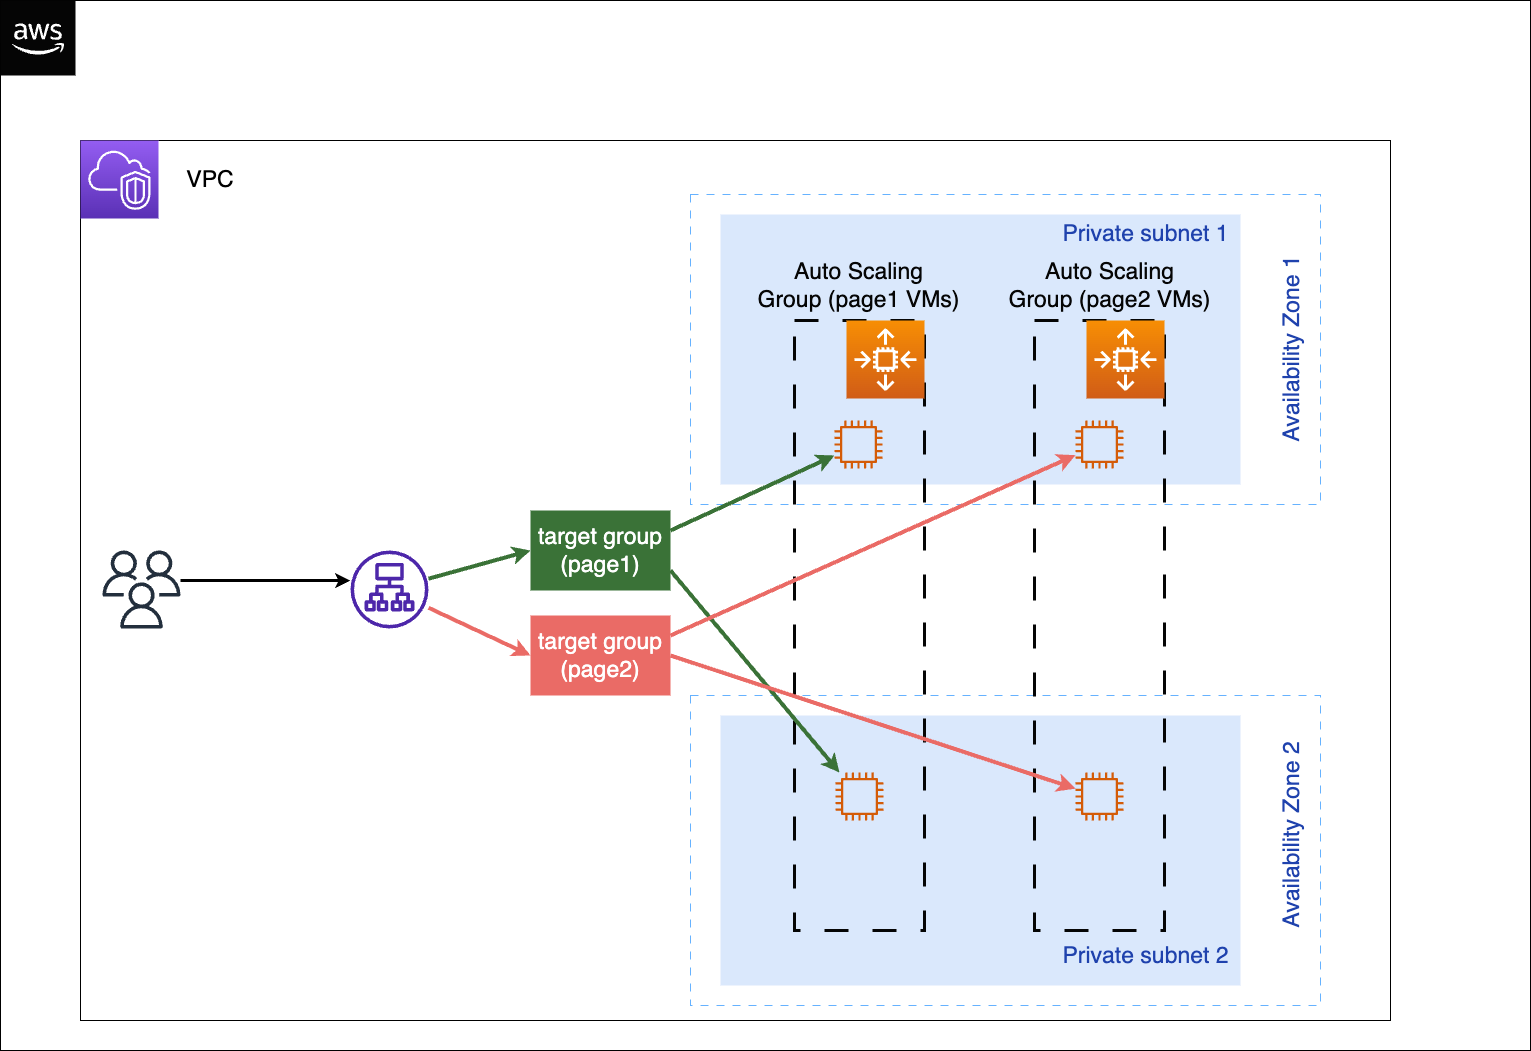 aws
VPC
Private subnet 1
Auto Scaling
Group (page1 VMs)
Auto Scaling
Group (page2 VMs)
Availability Zone 1
target group
(page1)
target group
(page2)
Availability Zone 2
Private subnet 2